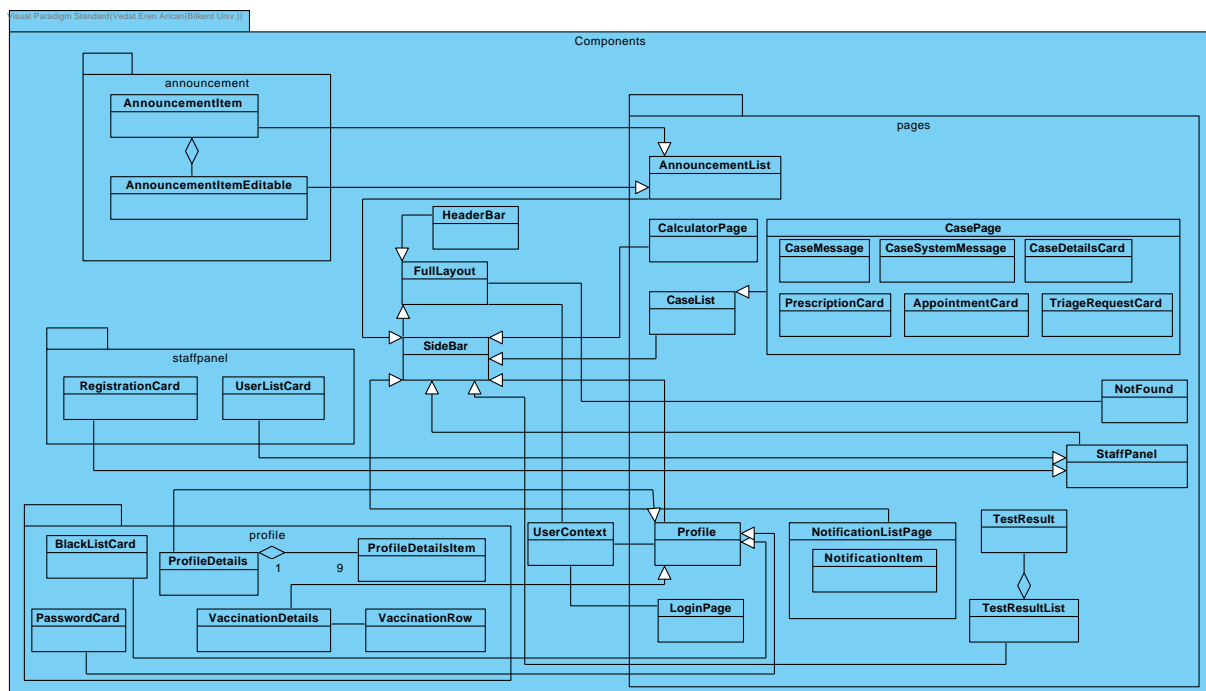 Visual Paradigm Standard(Vedat Eren Arican(Bilkent Univ.))
Components
announcement
AnnouncementItem
AnnouncementItemEditable
pages
AnnouncementList
HeaderBar
CalculatorPage
CasePage
CaseMessage
CaseSystemMessage
CaseDetailsCard
FullLayout
CaseList
PrescriptionCard
AppointmentCard
TriageRequestCard
SideBar
staffpanel
RegistrationCard
UserListCard
NotFound
StaffPanel
profile
BlackListCard
ProfileDetails
1
9
ProfileDetailsItem
UserContext
Profile
NotificationListPage
NotificationItem
TestResult
PasswordCard
VaccinationDetails
VaccinationRow
LoginPage
TestResultList